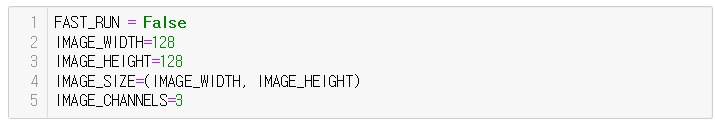 1 FAST_RUN = False
2 IMAGE_WIDTH=128
3 IMAGE_HEIGHT=128
4 IMAGE_SIZE=(IMAGE_WIDTH, IMAGE_HEIGHT)
5 IMAGE_CHANNELS=3